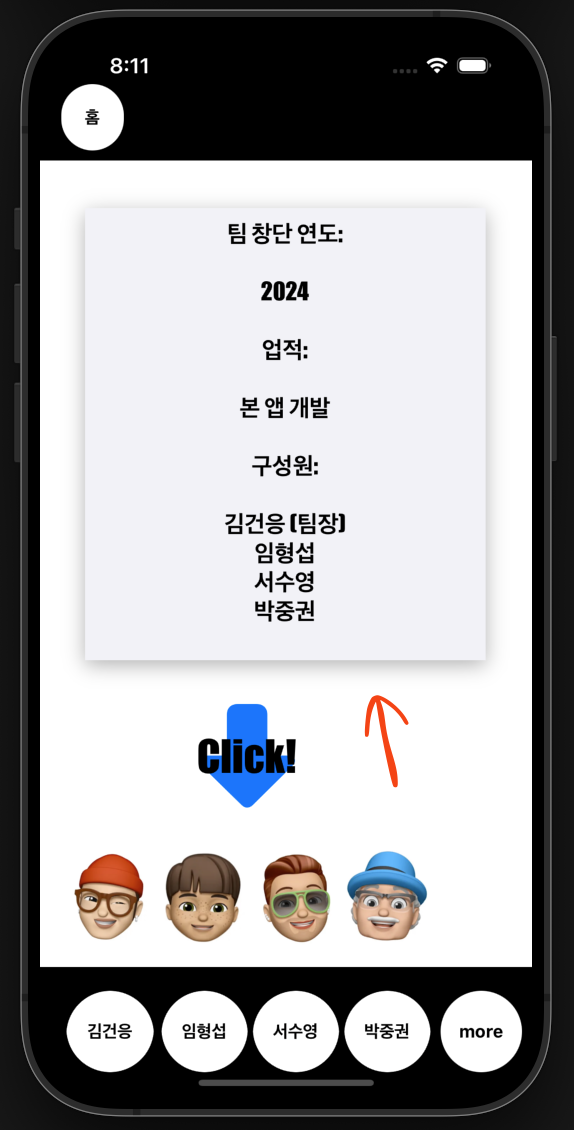 8:11
홈
팀 창단 연도:
2024
업적:
본 앱 개발
구성원:
김건응 (팀장)
임형섭
서수영
박중권
Click!
김건응
임형섭
서수영
박중권
more